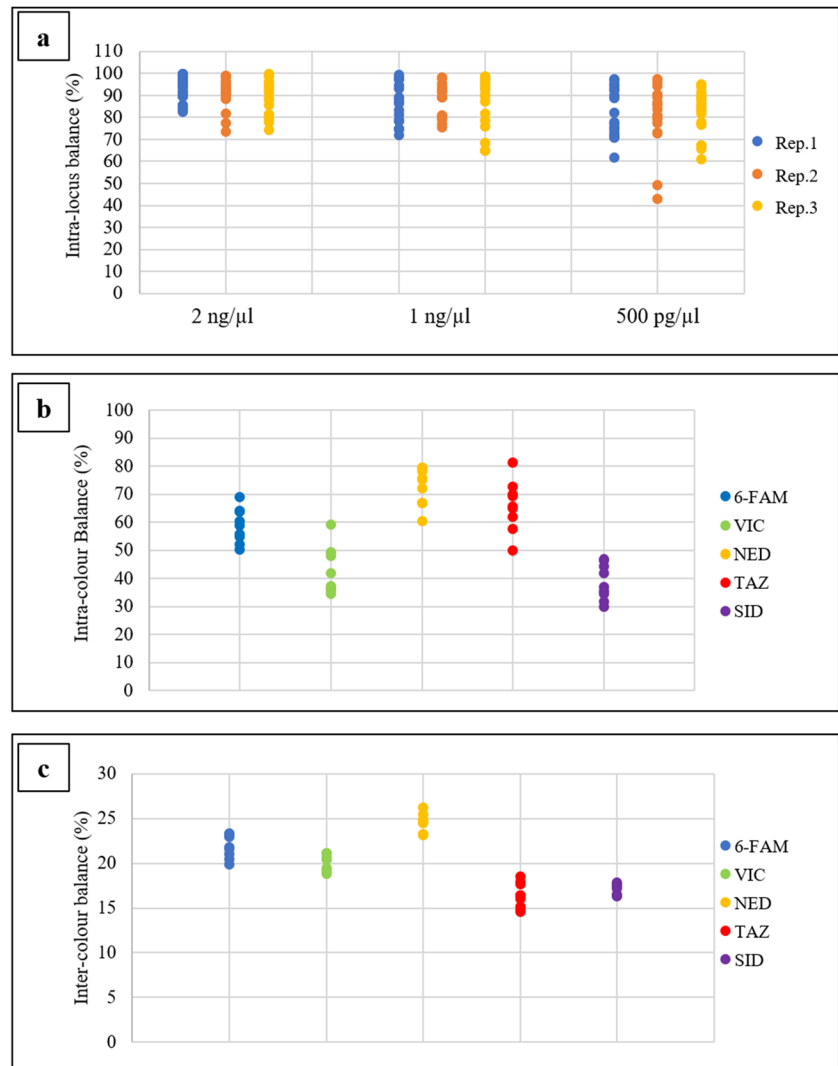 a
110
100
90
80
70
60
50
40
30
20
10
0
Intra-locus balance (%)
2 ng/µl 1 ng/µl 500 pg/µl
Rep.1
Rep.2
Rep.3
b
100
90
80
70
60
50
40
30
20
10
0
Intra-colour Balance (%)
6-FAM
VIC
NED
TAZ
SID
c
30
25
20
15
10
5
0
Inter-colour balance (%)
6-FAM
VIC
NED
TAZ
SID